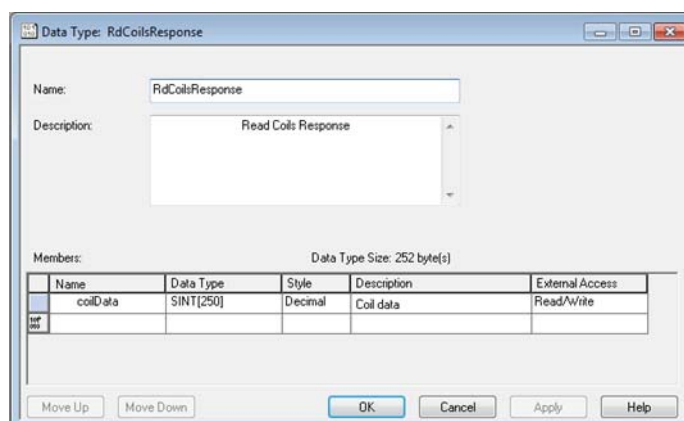 Data Type: RdCoilsResponse
Name:
RdCoilsResponse
Description:
Read Coils Response
Members:
Data Type Size: 252 byte(s)
Name Data Type Style Description External Access
coilData SINT[250] Decimal Coil data Read/Write
Move Up Move Down OK Cancel Apply Help